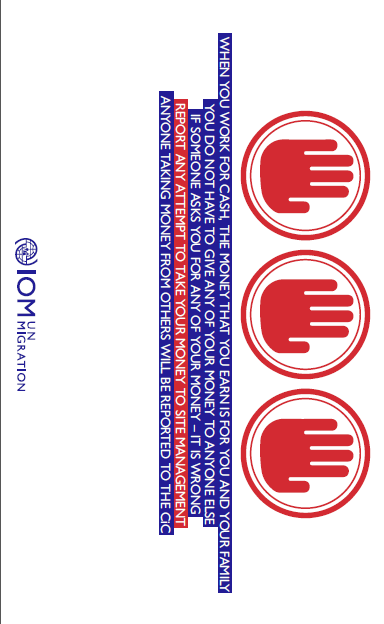 WHEN YOU WORK FOR CASH, THE MONEY THAT YOU EARN IS FOR YOU AND YOUR FAMILY
YOU DO NOT HAVE TO GIVE ANY OF YOUR MONEY TO ANYONE ELSE
IF SOMEONE ASKS YOU FOR ANY OF YOUR MONEY – IT IS WRONG
REPORT ANY ATTEMPT TO TAKE YOUR MONEY TO SITE MANAGEMENT
ANYONE TAKING MONEY FROM OTHERS WILL BE REPORTED TO THE CIC
IOM UN
MIGRATION